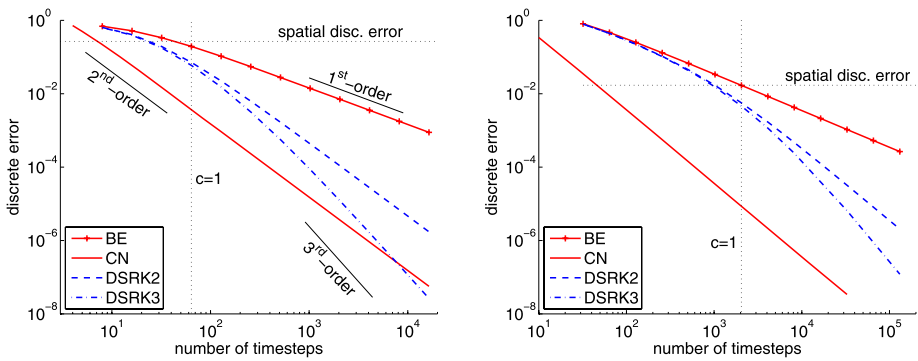 10^0
10^-2
10^-4
10^-6
10^-8
discrete error
spatial disc. error
2^nd-order
1^st-order
c=1
3^rd-order
BE
CN
DSRK2
DSRK3
10^1
10^2
10^3
10^4
number of timesteps
10^0
10^-2
10^-4
10^-6
10^-8
discrete error
spatial disc. error
c=1
BE
CN
DSRK2
DSRK3
10^1
10^2
10^3
10^4
10^5
number of timesteps